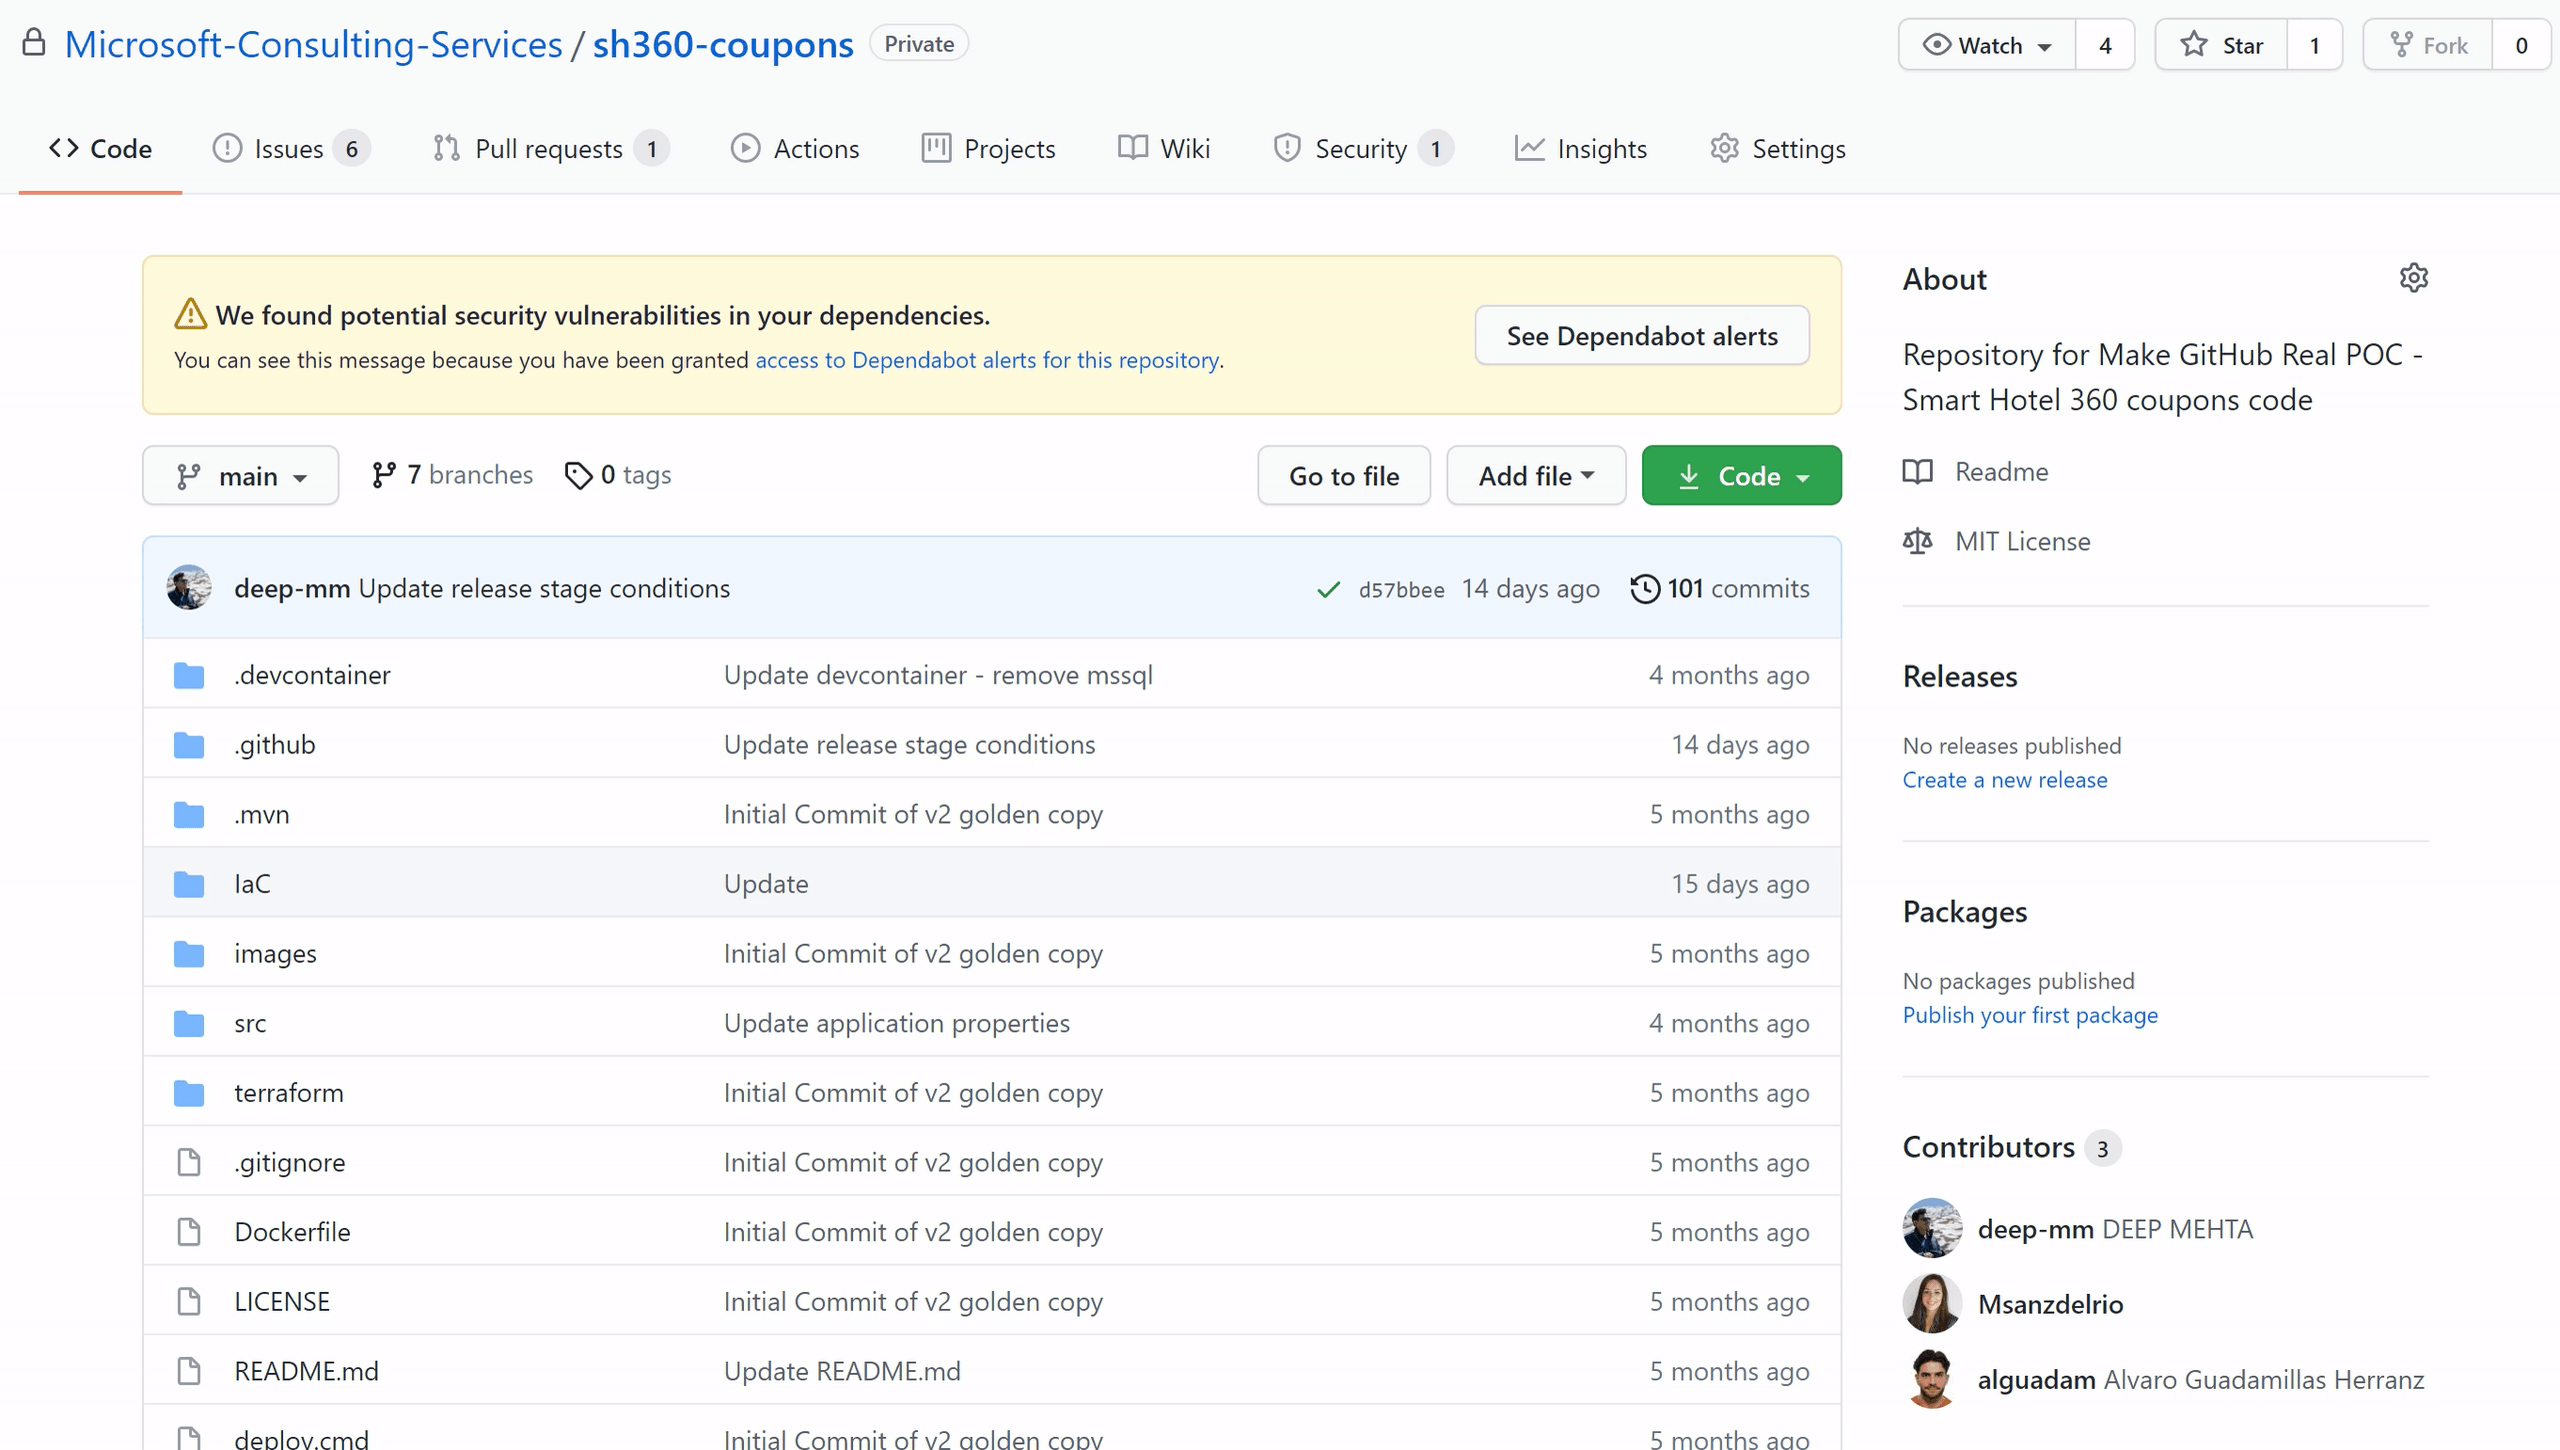 Microsoft-Consulting-Services / sh360-coupons Private
Watch 4 Star 1 Fork 0
Code Issues 6 Pull requests 1 Actions Projects Wiki Security 1 Insights Settings
We found potential security vulnerabilities in your dependencies.
You can see this message because you have been granted access to Dependabot alerts for this repository.
See Dependabot alerts
main 7 branches 0 tags Go to file Add file Code
deep-mm Update release stage conditions d57bbee 14 days ago 101 commits
.devcontainer Update devcontainer - remove mssql 4 months ago
.github Update release stage conditions 14 days ago
.mvn Initial Commit of v2 golden copy 5 months ago
IaC Update 15 days ago
images Initial Commit of v2 golden copy 5 months ago
src Update application properties 4 months ago
terraform Initial Commit of v2 golden copy 5 months ago
.gitignore Initial Commit of v2 golden copy 5 months ago
Dockerfile Initial Commit of v2 golden copy 5 months ago
LICENSE Initial Commit of v2 golden copy 5 months ago
README.md Update README.md 5 months ago
deploy.cmd Initial Commit of v2 golden copy 5 months ago
About
Repository for Make GitHub Real POC -
Smart Hotel 360 coupons code
Readme
MIT License
Releases
No releases published
Create a new release
Packages
No packages published
Publish your first package
Contributors 3
deep-mm DEEP MEHTA
Msanzdelrio
alguadam Alvaro Guadamillas Herranz